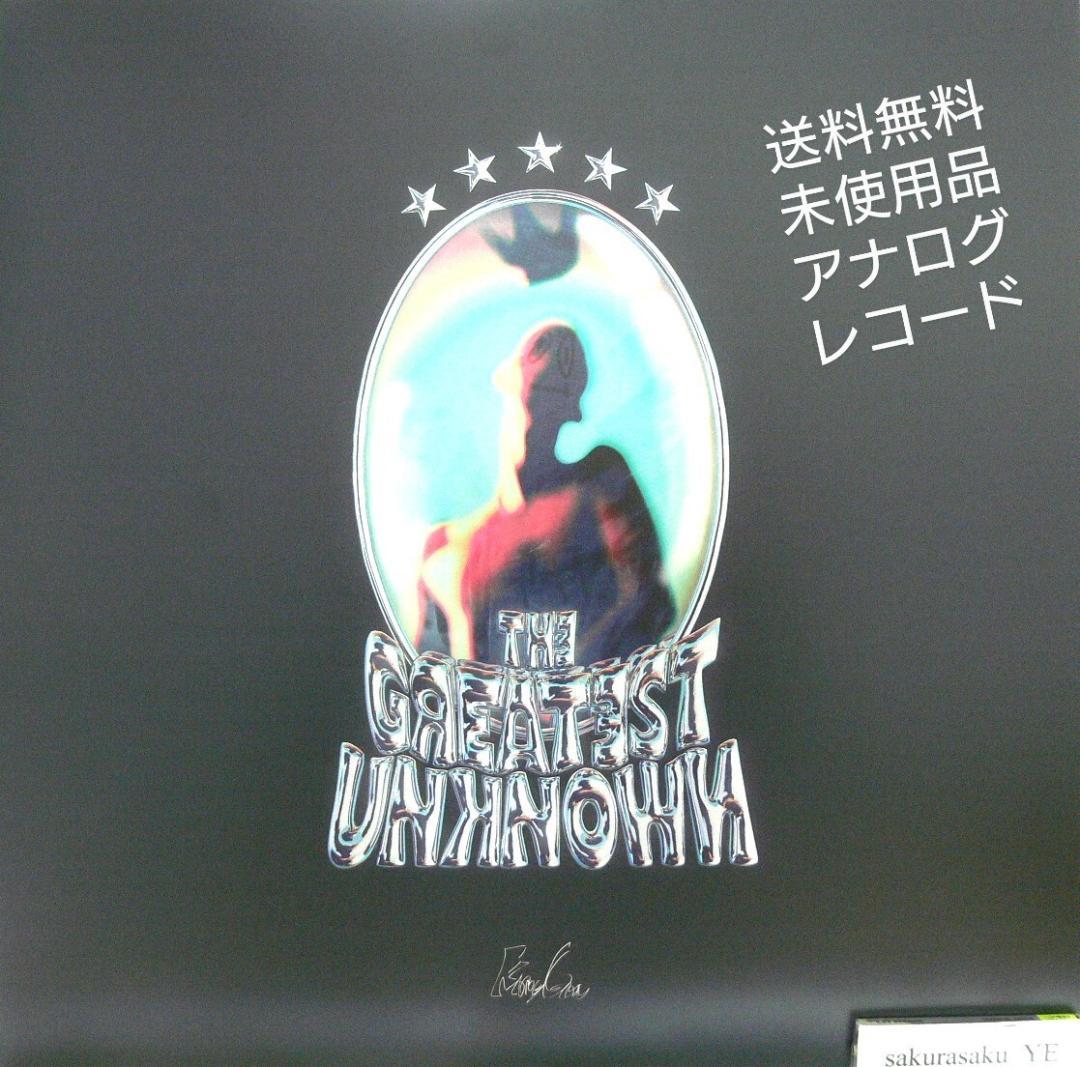 送料無料
未使用品
アナログ
レコード
THE
GREATEST
UNKNOWN
sakurasaku YE